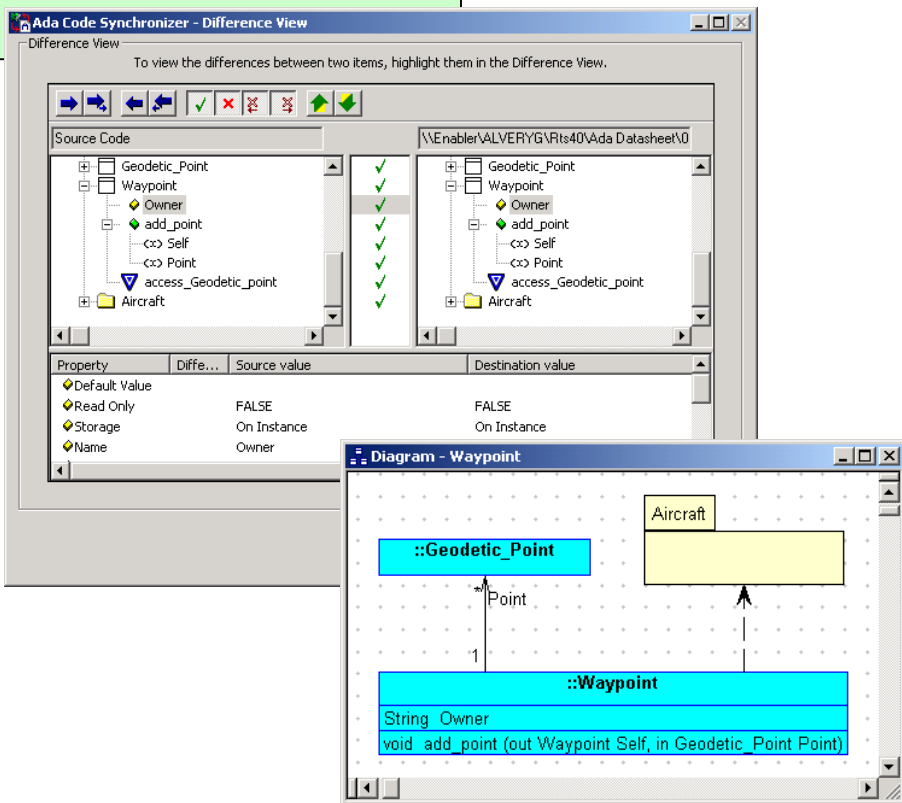 Ada Code Synchronizer - Difference View
Difference View
To view the differences between two items, highlight them in the Difference View.
Source Code
\\Enabler\ALVERYG\Rts40\Ada Datasheet\0
Geodetic_Point
Waypoint
Owner
add_point
(x) Self
(x) Point
access_Geodetic_point
Aircraft
Geodetic_Point
Waypoint
Owner
add_point
(x) Self
(x) Point
access_Geodetic_point
Aircraft
Property Diffe... Source value Destination value
Default Value
Read Only FALSE FALSE
Storage On Instance On Instance
Name Owner
Diagram - Waypoint
Aircraft
::Geodetic_Point
* Point
1
::Waypoint
String Owner
void add_point (out Waypoint Self, in Geodetic_Point Point)